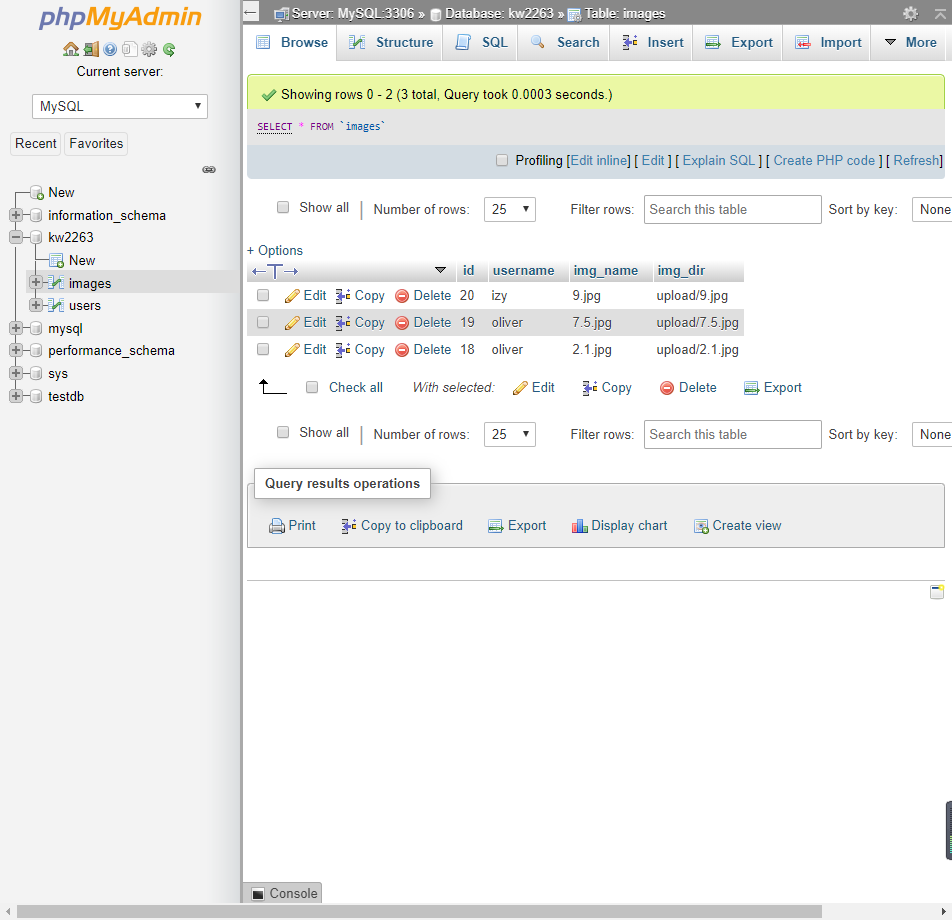 phpMyAdmin
Current server:
MySQL
Recent
Favorites
New
information_schema
kw2263
New
images
users
mysql
performance_schema
sys
testdb
Server: MySQL:3306 » Database: kw2263 » Table: images
Browse Structure SQL Search Insert Export Import More
Showing rows 0 - 2 (3 total, Query took 0.0003 seconds.)
SELECT * FROM `images`
Profiling [Edit inline] [ Edit ] [ Explain SQL ] [ Create PHP code ] [ Refresh]
Show all Number of rows: 25 Filter rows: Search this table Sort by key: None
+ Options
id username img_name img_dir
Edit Copy Delete 20 izy 9.jpg upload/9.jpg
Edit Copy Delete 19 oliver 7.5.jpg upload/7.5.jpg
Edit Copy Delete 18 oliver 2.1.jpg upload/2.1.jpg
Check all With selected: Edit Copy Delete Export
Show all Number of rows: 25 Filter rows: Search this table Sort by key: None
Query results operations
Print Copy to clipboard Export Display chart Create view
Console